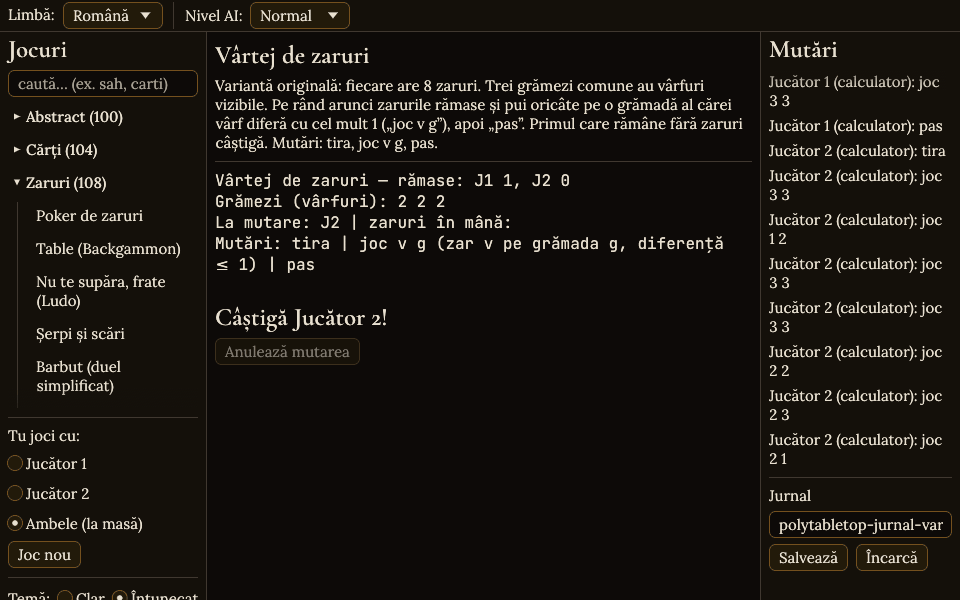 Limbă: Română Nivel AI: Normal
Jocuri
caută... (ex. sah, carti)
Abstract (100)
Cărți (104)
Zaruri (108)
Poker de zaruri
Table (Backgammon)
Nu te supăra, frate
(Ludo)
Șerpi și scări
Barbut (duel
simplificat)
Tu joci cu:
Jucător 1
Jucător 2
Ambele (la masă)
Joc nou
Temă: Clar Întunecat
Vârtej de zaruri
Variantă originală: fiecare are 8 zaruri. Trei grămezi comune au vârfuri
vizibile. Pe rând arunci zarurile rămase și pui oricâte pe o grămadă al cărei
vârf diferă cu cel mult 1 („joc v g”), apoi „pas”. Primul care rămâne fără zaruri
câștigă. Mutări: tira, joc v g, pas.
Vârtej de zaruri — rămase: J1 1, J2 0
Grămezi (vârfuri): 2 2 2
La mutare: J2 | zaruri în mână:
Mutări: tira | joc v g (zar v pe grămada g, diferență
≤ 1) | pas
Câștigă Jucător 2!
Anulează mutarea
Mutări
Jucător 1 (calculator): joc
3 3
Jucător 1 (calculator): pas
Jucător 2 (calculator): tira
Jucător 2 (calculator): joc
3 3
Jucător 2 (calculator): joc
1 2
Jucător 2 (calculator): joc
3 3
Jucător 2 (calculator): joc
3 3
Jucător 2 (calculator): joc
2 2
Jucător 2 (calculator): joc
2 3
Jucător 2 (calculator): joc
2 1
Jurnal
polytabletop-jurnal-var
Salvează Încarcă